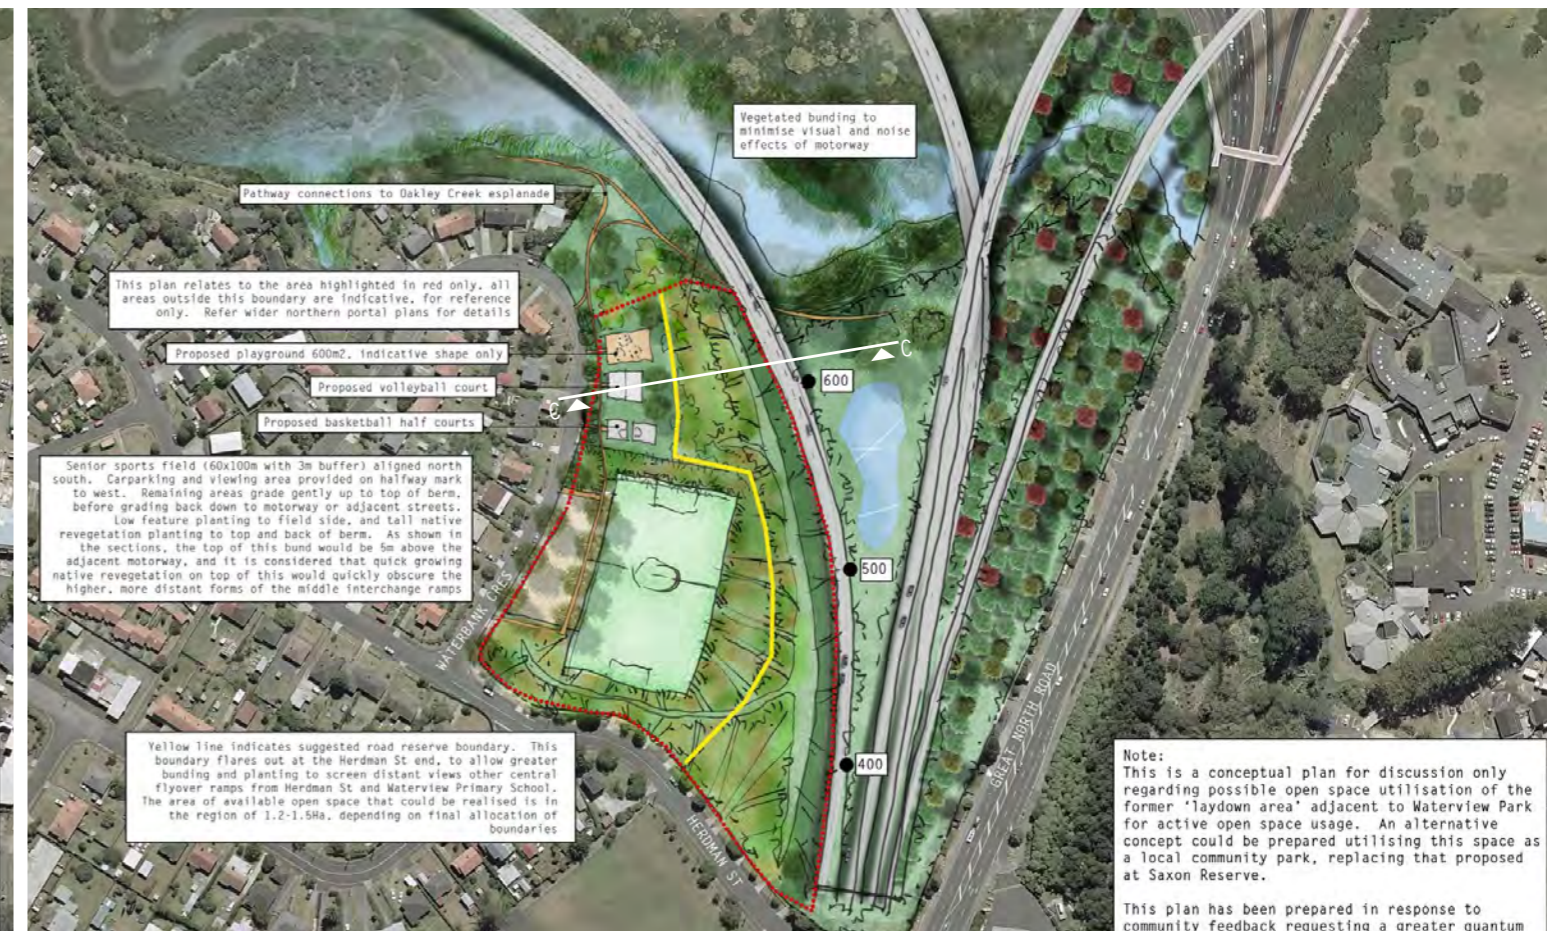 Vegetated bunding to
minimise visual and noise
effects of motorway
Pathway connections to Oakley Creek esplanade
This plan relates to the area highlighted in red only, all
areas outside this boundary are indicative, for reference
only. Refer wider northern portal plans for details
Proposed playground 600m2, indicative shape only
Proposed volleyball court
Proposed basketball half courts
C
C
600
500
400
Senior sports field (60x100m with 3m buffer) aligned north
south. Carparking and viewing area provided on halfway mark
to west. Remaining areas grade gently up to top of berm,
before grading back down to motorway or adjacent streets.
Low feature planting to field side, and tall native
revegetation planting to top and back of berm. As shown in
the sections, the top of this bund would be 5m above the
adjacent motorway, and it is considered that quick growing
native revegetation on top of this would quickly obscure the
higher, more distant forms of the middle interchange ramps
WATERBANK CRES
GREAT NORTH ROAD
HERDMAN ST
Yellow line indicates suggested road reserve boundary. This
boundary flares out at the Herdman St end, to allow greater
bunding and planting to screen distant views other central
flyover ramps from Herdman St and Waterview Primary School.
The area of available open space that could be realised is in
the region of 1.2-1.5Ha, depending on final allocation of
boundaries
Note:
This is a conceptual plan for discussion only
regarding possible open space utilisation of the
former 'laydown area' adjacent to Waterview Park
for active open space usage. An alternative
concept could be prepared utilising this space as
a local community park, replacing that proposed
at Saxon Reserve.
This plan has been prepared in response to
community feedback requesting a greater quantum